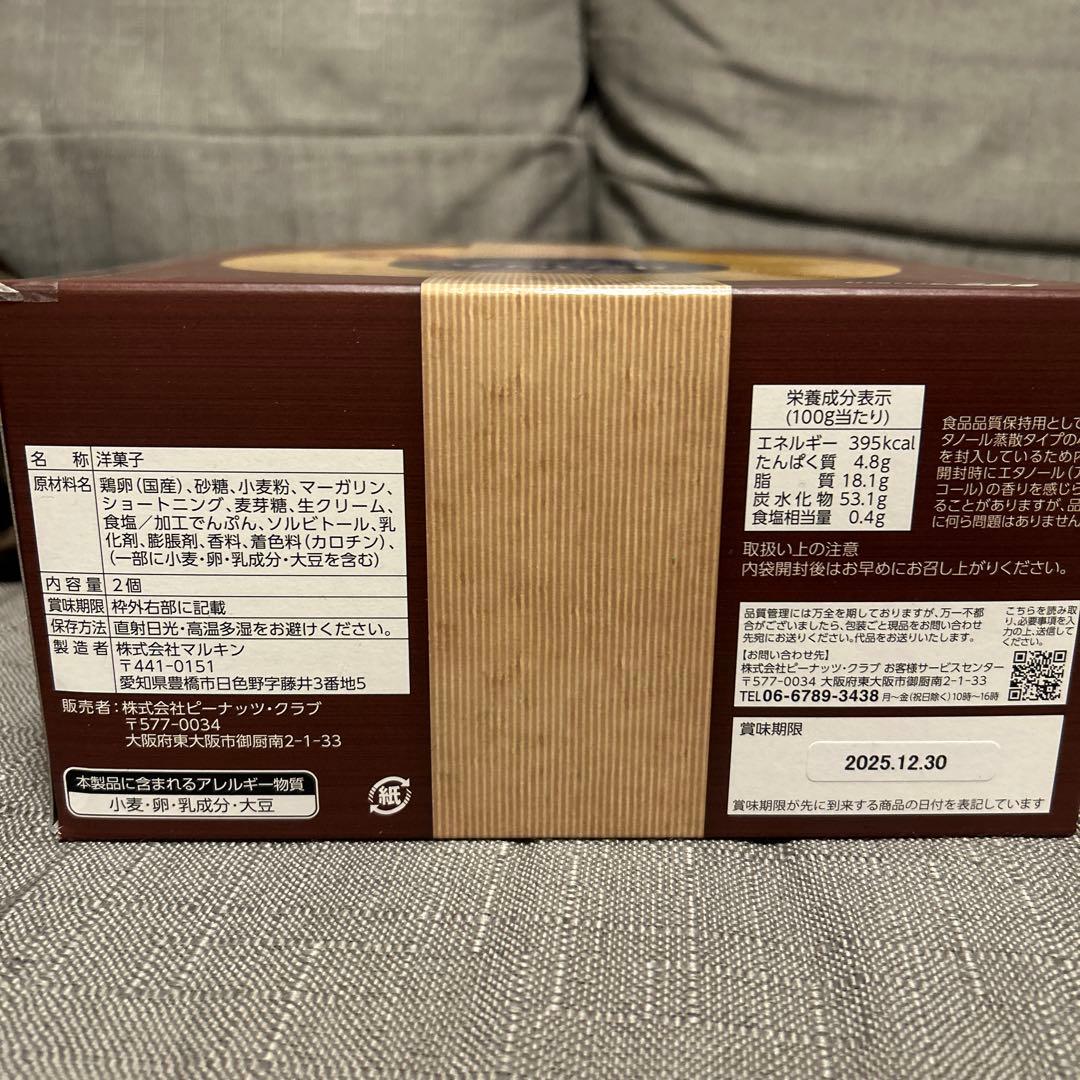 名 称 洋菓子
原材料名 鶏卵(国産)、砂糖、小麦粉、マーガリン、
ショートニング、麦芽糖、生クリーム、
食塩／加工でんぷん、ソルビトール、乳
化剤、膨脹剤、香料、着色料(カロチン)、
(一部に小麦・卵・乳成分・大豆を含む)
内容量 2個
賞味期限 枠外右部に記載
保存方法 直射日光・高温多湿をお避けください。
製造者 株式会社マルキン
〒441-0151
愛知県豊橋市日色野字藤井3番地5
販売者：株式会社ピーナッツ・クラブ
〒577-0034
大阪府東大阪市御厨南2-1-33
本製品に含まれるアレルギー物質
小麦・卵・乳成分・大豆
紙
栄養成分表示
(100g当たり)
エネルギー 395kcal
たんぱく質 4.8g
脂質 18.1g
炭水化物 53.1g
食塩相当量 0.4g
食品品質保持用として
タノール蒸散タイプの
を封入しているため
開封時にエタノール(ア
コール)の香りを感じら
ることがありますが、品
に何ら問題はありません
取扱い上の注意
内袋開封後はお早めにお召し上がりください。
品質管理には万全を期しておりますが、万一不都
合がございましたら、包装ごと現品をお問い合わせ
先宛にお送りください。代品をお送りいたします。
【お問い合わせ先】
株式会社ピーナッツ・クラブ お客様サービスセンター
〒577-0034 大阪府東大阪市御厨南2-1-33
TEL06-6789-3438 月～金(祝日除く)10時～16時
こちらを読み取
り、必要事項を入
力の上、送信して
ください。
賞味期限
2025.12.30
賞味期限が先に到来する商品の日付を表記しています